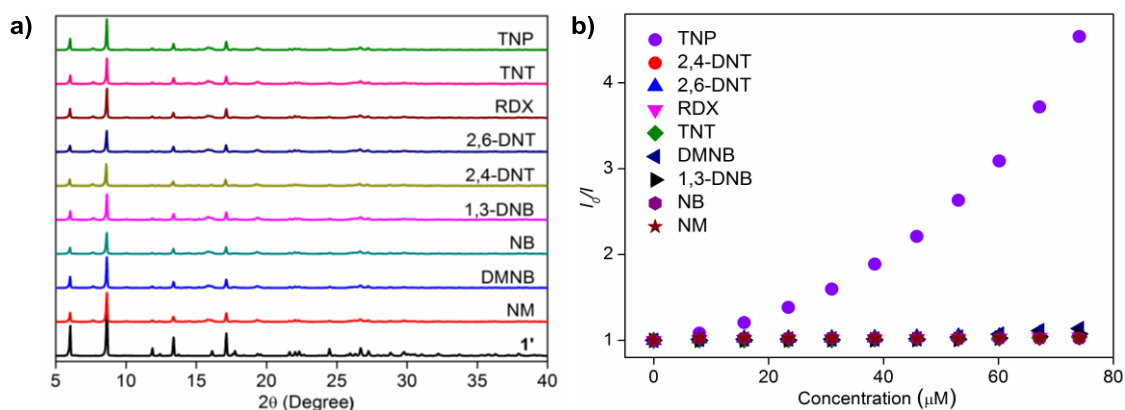 a)
TNP
TNT
RDX
2,6-DNT
2,4-DNT
1,3-DNB
NB
DMNB
NM
1'
5 10 15 20 25 30 35 40
2θ (Degree)
b)
TNP
2,4-DNT
2,6-DNT
RDX
TNT
DMNB
1,3-DNB
NB
NM
4
3
2
1
I₀/I
0 20 40 60 80
Concentration (μM)